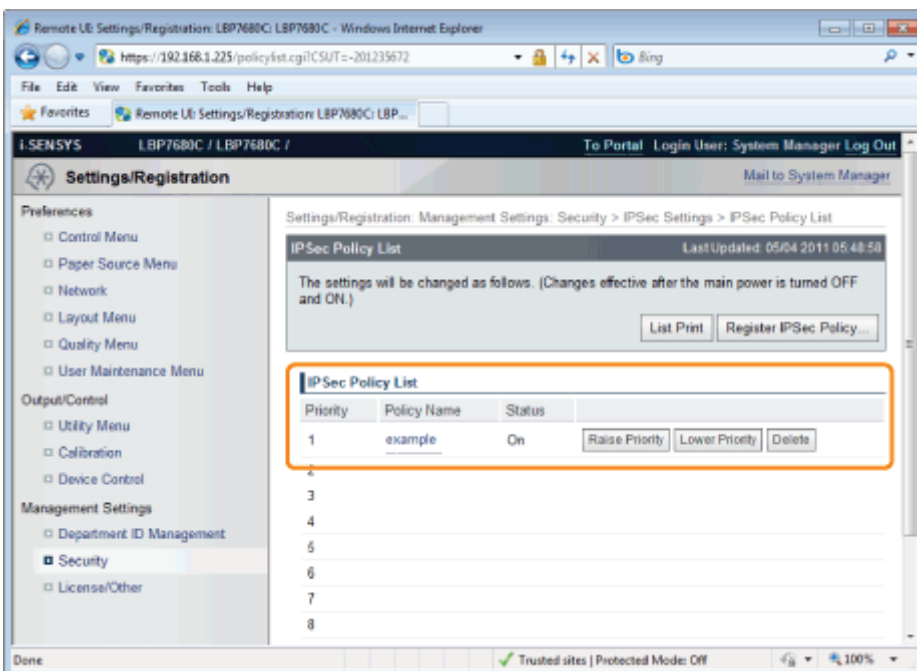 Remote UI: Settings/Registration: LBP7680C: LBP7680C - Windows Internet Explorer
https://192.168.1.225/policylist.cgi?CSUT=-201235672
Bing
File Edit View Favorites Tools Help
Favorites
Remote UI: Settings/Registration: LBP7680C: LBP...
i-SENSYS LBP7680C / LBP7680C /
To Portal Login User: System Manager Log Out
Settings/Registration
Mail to System Manager
Preferences
Control Menu
Paper Source Menu
Network
Layout Menu
Quality Menu
User Maintenance Menu
Output/Control
Utility Menu
Calibration
Device Control
Management Settings
Department ID Management
Security
License/Other
Settings/Registration: Management Settings: Security > IPSec Settings > IPSec Policy List
IPSec Policy List
Last Updated: 05/04 2011 05:48:58
The settings will be changed as follows. (Changes effective after the main power is turned OFF
and ON.)
List Print
Register IPSec Policy...
IPSec Policy List
Priority Policy Name Status
1 example On Raise Priority Lower Priority Delete
2
3
4
5
6
7
8
Done
Trusted sites | Protected Mode: Off
100%